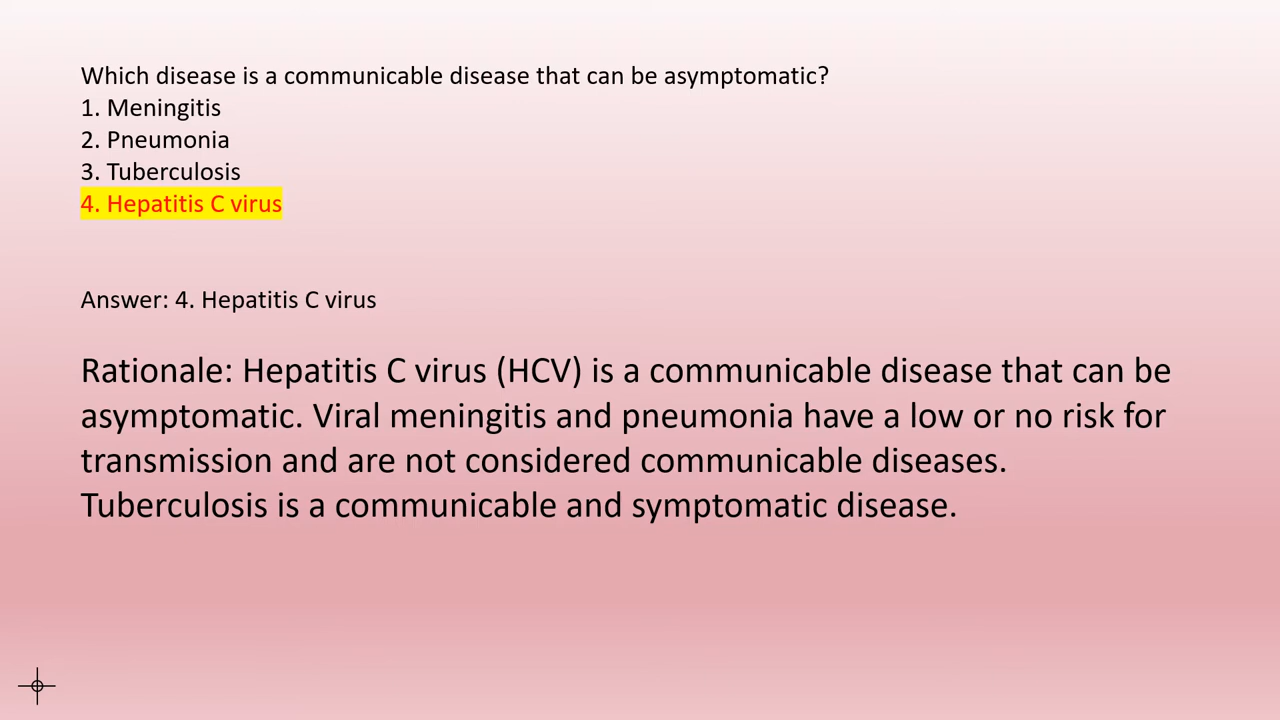 Which disease is a communicable disease that can be asymptomatic?
1. Meningitis
2. Pneumonia
3. Tuberculosis
4. Hepatitis C virus
Answer: 4. Hepatitis C virus
Rationale: Hepatitis C virus (HCV) is a communicable disease that can be
asymptomatic. Viral meningitis and pneumonia have a low or no risk for
transmission and are not considered communicable diseases.
Tuberculosis is a communicable and symptomatic disease.